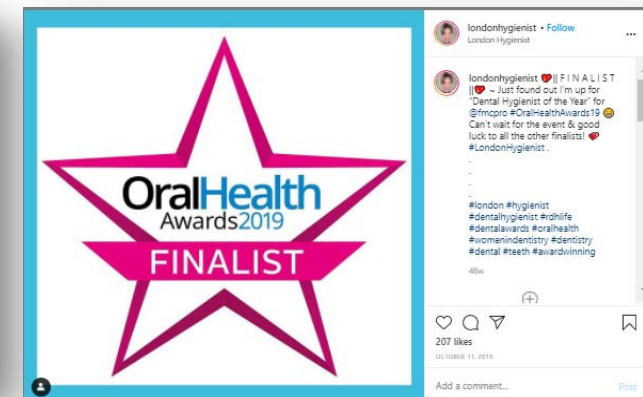 OralHealth
Awards2019
FINALIST
londonhygienist • Follow
London Hygienist
londonhygienist 💝|| F I N A L I S T
||💝 ~ Just found out I'm up for
"Dental Hygienist of the Year" for
@fmcpro #OralHealthAwards19 😄
Can't wait for the event & good
luck to all the other finalists! 💝
#LondonHygienist .
.
.
.
.
#london #hygienist
#dentalhygienist #rdhlife
#dentalawards #oralhealth
#womenindentistry #dentistry
#dental #teeth #awardwinning
48w
207 likes
OCTOBER 11, 2019
Add a comment...
Post